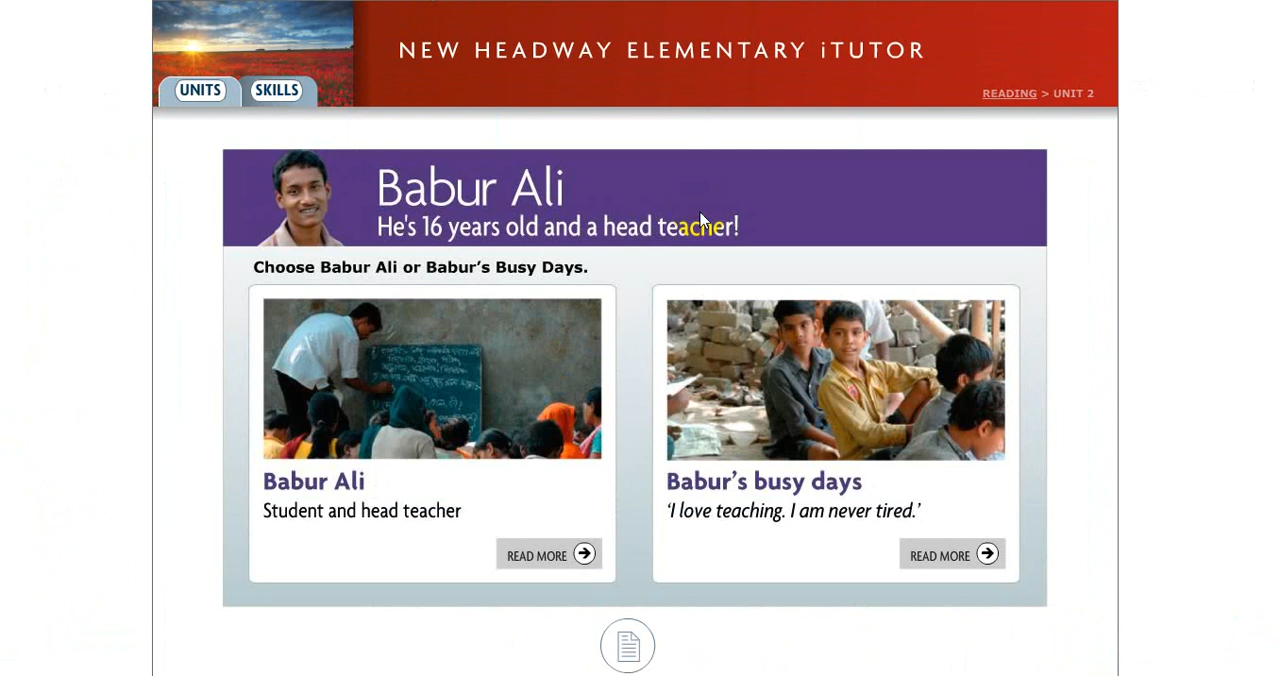 NEW HEADWAY ELEMENTARY iTUTOR
UNITS
SKILLS
READING > UNIT 2
Babur Ali
He's 16 years old and a head teacher!
Choose Babur Ali or Babur's Busy Days.
Babur Ali
Student and head teacher
READ MORE
Babur's busy days
'I love teaching. I am never tired.'
READ MORE